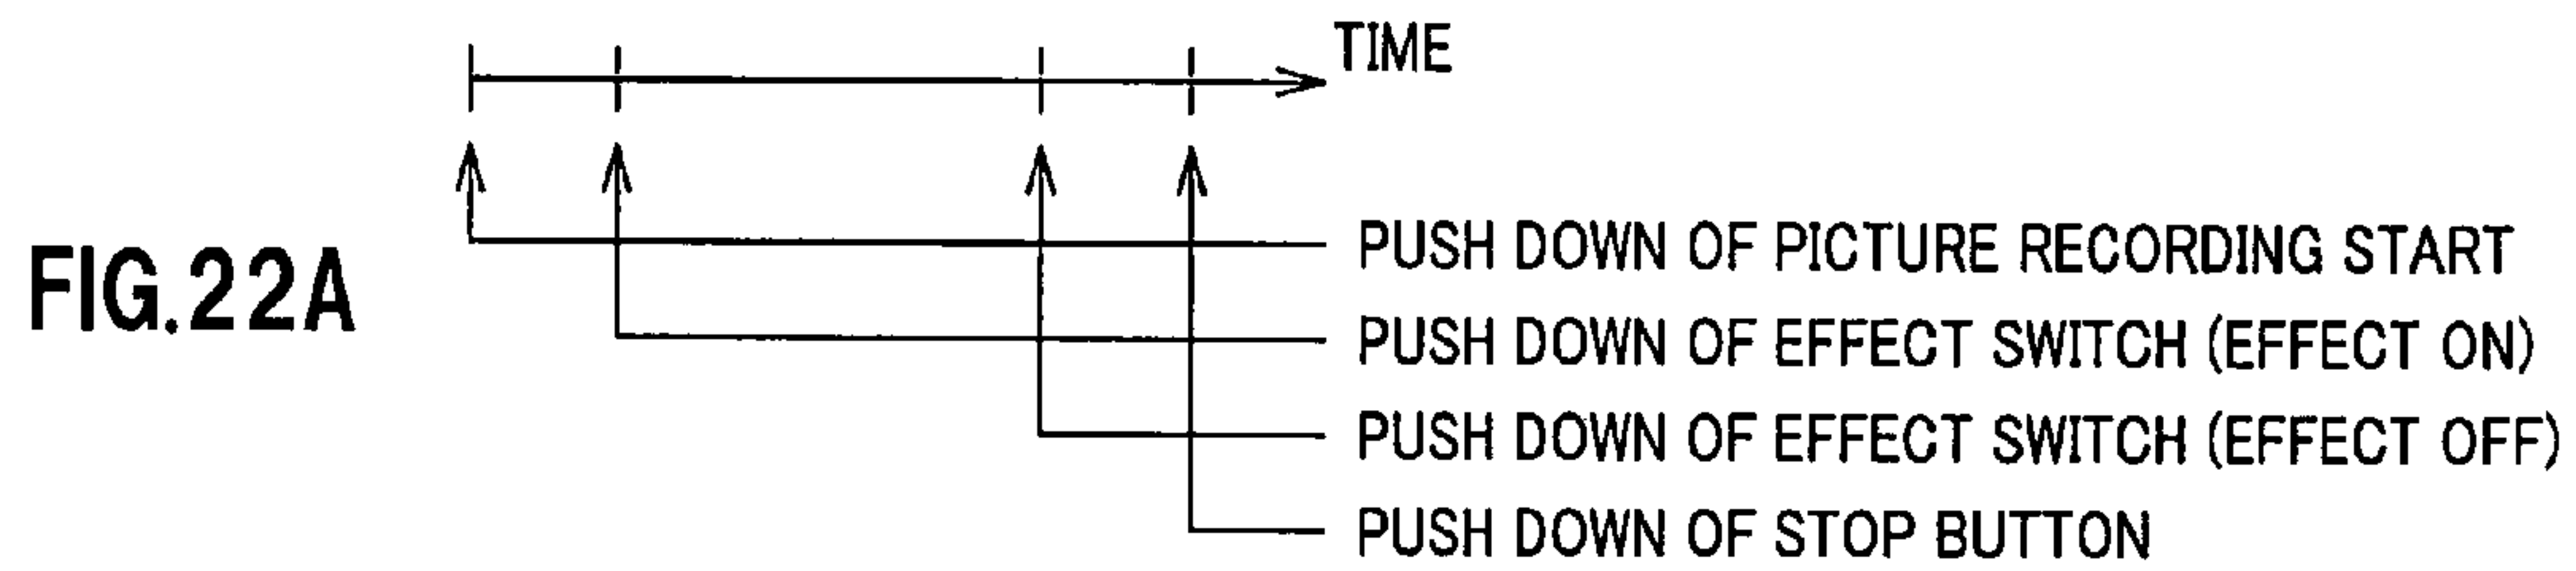 TIME
FIG.22A
PUSH DOWN OF PICTURE RECORDING START
PUSH DOWN OF EFFECT SWITCH (EFFECT ON)
PUSH DOWN OF EFFECT SWITCH (EFFECT OFF)
PUSH DOWN OF STOP BUTTON